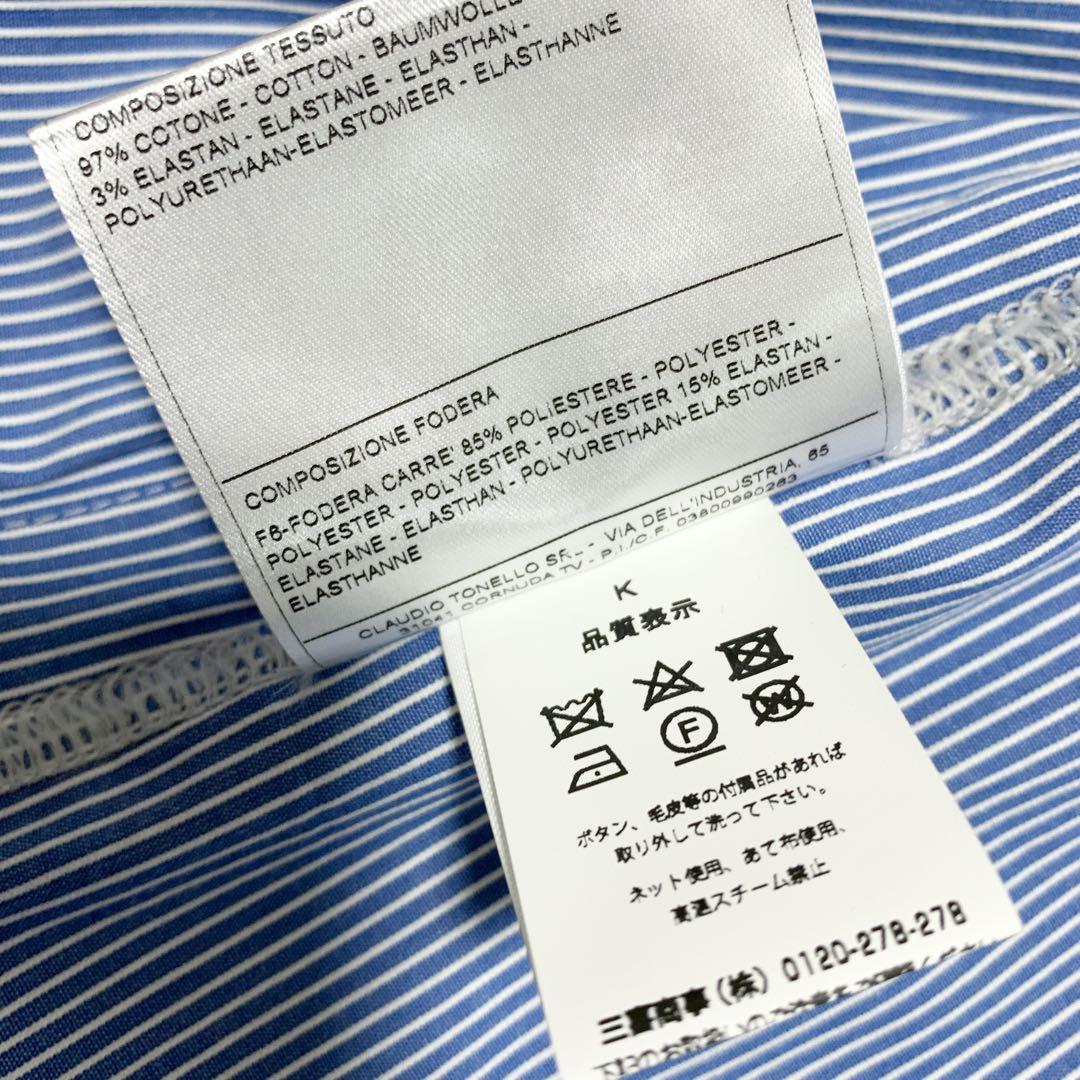 COMPOSIZIONE TESSUTO
97% COTONE - COTTON - BAUMWOLLE
3% ELASTAN - ELASTANE - ELASTHAN -
POLYURETHAAN-ELASTOMEER - ELASTHANNE
COMPOSIZIONE FODERA
F6-FODERA CARRE' 85% POLIESTERE - POLYESTER -
POLYESTER - POLYESTER - POLYESTER 15% ELASTAN -
ELASTANE - ELASTHAN - POLYURETHAAN-ELASTOMEER -
ELASTHANNE
CLAUDIO TONELLO SRL - VIA DELL'INDUSTRIA, 65
31041 CORNUDA TV - P.I./C.F. 03800990263
K
品質表示
F
W
ボタン、毛皮等の付属品があれば
取り外して洗って下さい。
ネット使用、あて布使用、
高温スチーム禁止
三喜商事(株) 0120-278-278